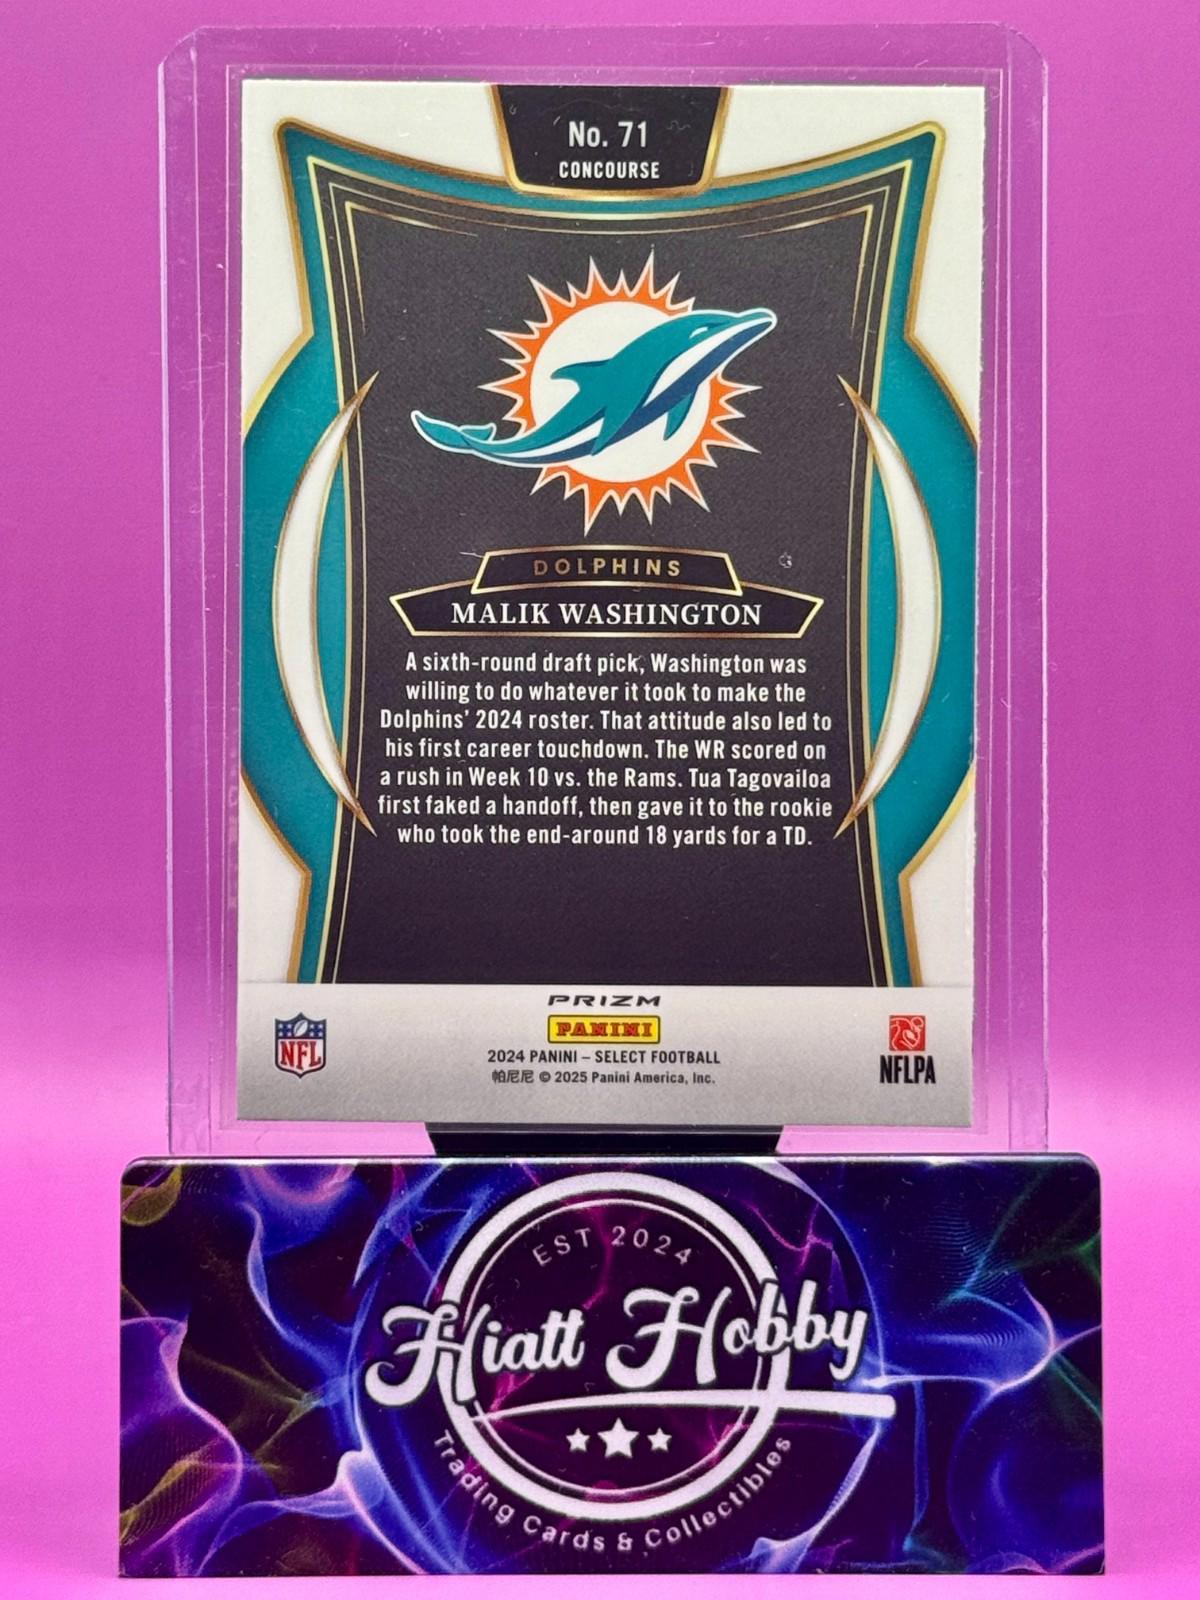 No. 71
CONCOURSE
DOLPHINS
MALIK WASHINGTON
A sixth-round draft pick, Washington was
willing to do whatever it took to make the
Dolphins' 2024 roster. That attitude also led to
his first career touchdown. The WR scored on
a rush in Week 10 vs. the Rams. Tua Tagovailoa
first faked a handoff, then gave it to the rookie
who took the end-around 18 yards for a TD.
PRIZM
PANINI
NFL
2024 PANINI – SELECT FOOTBALL
帕尼尼 © 2025 Panini America, Inc.
NFLPA
EST 2024
Hiatt Hobby
Trading Cards & Collectibles